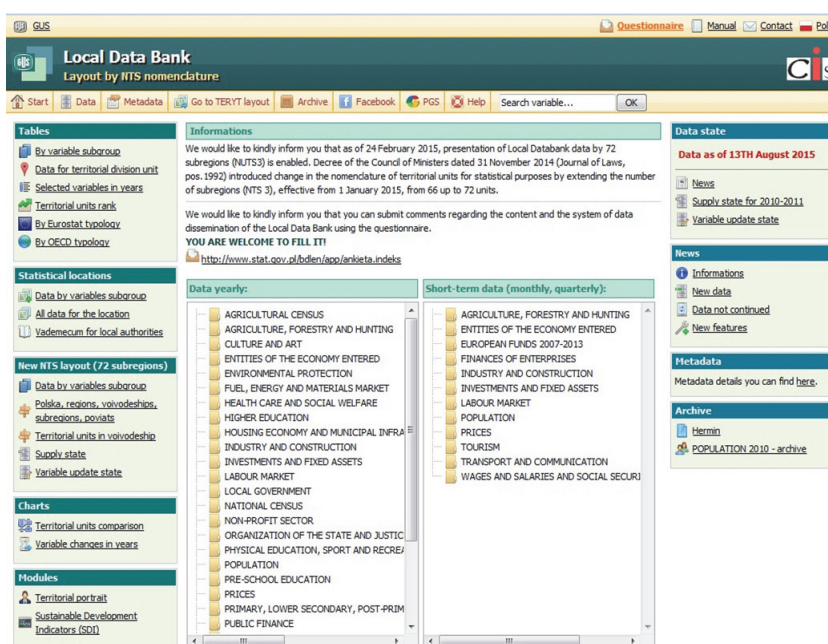 GUS
Questionnaire Manual Contact Pol
Local Data Bank
Layout by NTS nomenclature
Start Data Metadata Go to TERYT layout Archive Facebook PGS Help Search variable... OK
Tables
By variable subgroup
Data for territorial division unit
Selected variables in years
Territorial units rank
By Eurostat typology
By OECD typology
Statistical locations
Data by variables subgroup
All data for the location
Vademecum for local authorities
New NTS layout (72 subregions)
Data by variables subgroup
Polska, regions, voivodeships,
subregions, poviats
Territorial units in voivodeship
Supply state
Variable update state
Charts
Territorial units comparison
Variable changes in years
Modules
Territorial portrait
Sustainable Development
Indicators (SDI)
Informations
We would like to kindly inform you that as of 24 February 2015, presentation of Local Databank data by 72
subregions (NUTS3) is enabled. Decree of the Council of Ministers dated 31 November 2014 (Journal of Laws,
pos.1992) introduced change in the nomenclature of territorial units for statistical purposes by extending the number
of subregions (NTS 3), effective from 1 January 2015, from 66 up to 72 units.
We would like to kindly inform you that you can submit comments regarding the content and the system of data
dissemination of the Local Data Bank using the questionnaire.
YOU ARE WELCOME TO FILL IT!
http://www.stat.gov.pl/bdlen/app/ankieta.indeks
Data yearly:
AGRICULTURAL CENSUS
AGRICULTURE, FORESTRY AND HUNTING
CULTURE AND ART
ENTITIES OF THE ECONOMY ENTERED
ENVIRONMENTAL PROTECTION
FUEL, ENERGY AND MATERIALS MARKET
HEALTH CARE AND SOCIAL WELFARE
HIGHER EDUCATION
HOUSING ECONOMY AND MUNICIPAL INFRA
INDUSTRY AND CONSTRUCTION
INVESTMENTS AND FIXED ASSETS
LABOUR MARKET
LOCAL GOVERNMENT
NATIONAL CENSUS
NON-PROFIT SECTOR
ORGANIZATION OF THE STATE AND JUSTIC
PHYSICAL EDUCATION, SPORT AND RECREA
POPULATION
PRE-SCHOOL EDUCATION
PRICES
PRIMARY, LOWER SECONDARY, POST-PRIM
PUBLIC FINANCE
Short-term data (monthly, quarterly):
AGRICULTURE, FORESTRY AND HUNTING
ENTITIES OF THE ECONOMY ENTERED
EUROPEAN FUNDS 2007-2013
FINANCES OF ENTERPRISES
INDUSTRY AND CONSTRUCTION
INVESTMENTS AND FIXED ASSETS
LABOUR MARKET
POPULATION
PRICES
TOURISM
TRANSPORT AND COMMUNICATION
WAGES AND SALARIES AND SOCIAL SECURI
Data state
Data as of 13TH August 2015
News
Supply state for 2010-2011
Variable update state
News
Informations
New data
Data not continued
New features
Metadata
Metadata details you can find here.
Archive
Hermin
POPULATION 2010 - archive